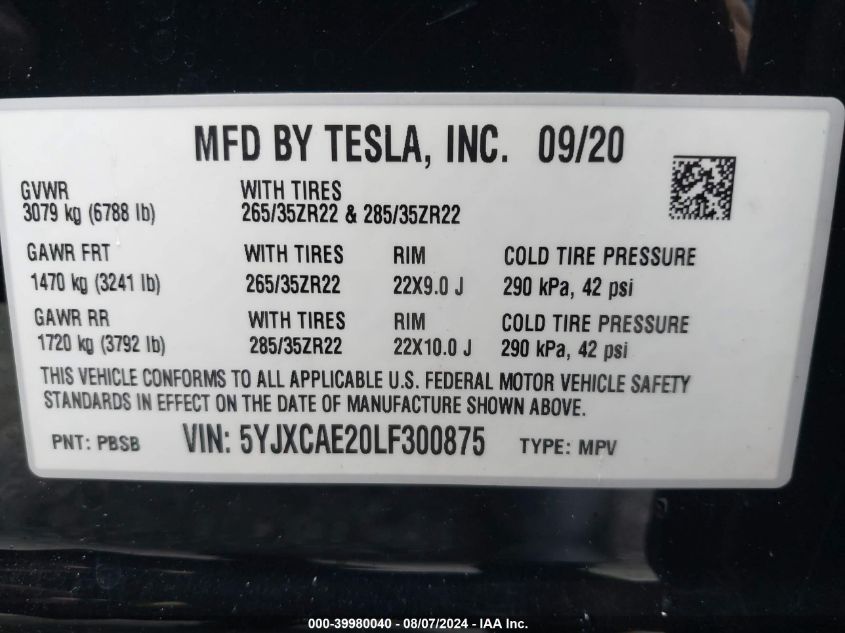 MFD BY TESLA, INC. 09/20
GVWR WITH TIRES
3079 kg (6788 lb) 265/35ZR22 & 285/35ZR22
GAWR FRT WITH TIRES RIM COLD TIRE PRESSURE
1470 kg (3241 lb) 265/35ZR22 22X9.0 J 290 kPa, 42 psi
GAWR RR WITH TIRES RIM COLD TIRE PRESSURE
1720 kg (3792 lb) 285/35ZR22 22X10.0 J 290 kPa, 42 psi
THIS VEHICLE CONFORMS TO ALL APPLICABLE U.S. FEDERAL MOTOR VEHICLE SAFETY
STANDARDS IN EFFECT ON THE DATE OF MANUFACTURE SHOWN ABOVE.
PNT: PBSB VIN: 5YJXCAE20LF300875 TYPE: MPV
000-39980040 - 08/07/2024 - IAA Inc.